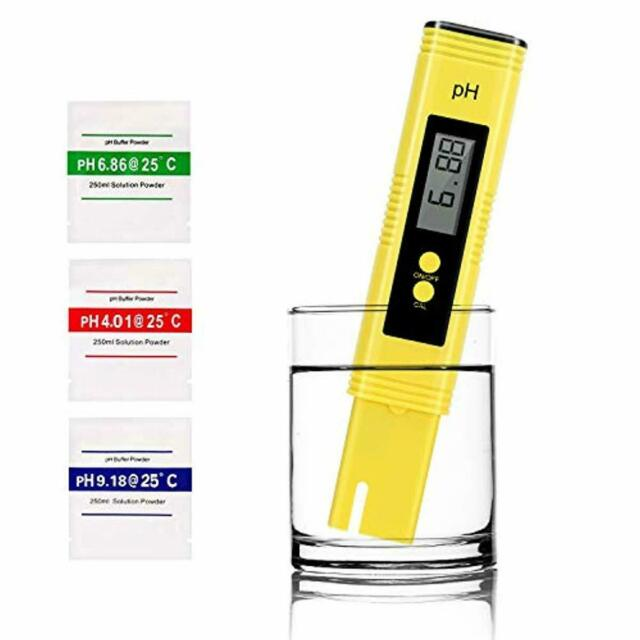 pH Buffer Powder
PH 6.86@ 25° C
250ml Solution Powder
pH Buffer Powder
PH 4.01@ 25° C
250ml Solution Powder
pH Buffer Powder
PH 9.18@ 25° C
250ml Solution Powder
pH
6.88
ON/OFF
CAL